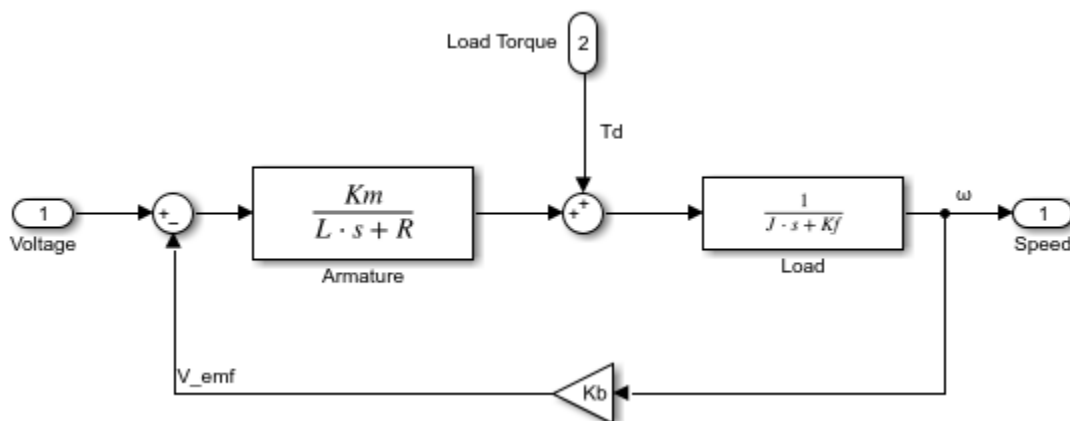 Load Torque
2
Td
1
Voltage
+
−
Km
L · s + R
Armature
+
+
1
J · s + Kf
Load
ω
1
Speed
V_emf
Kb